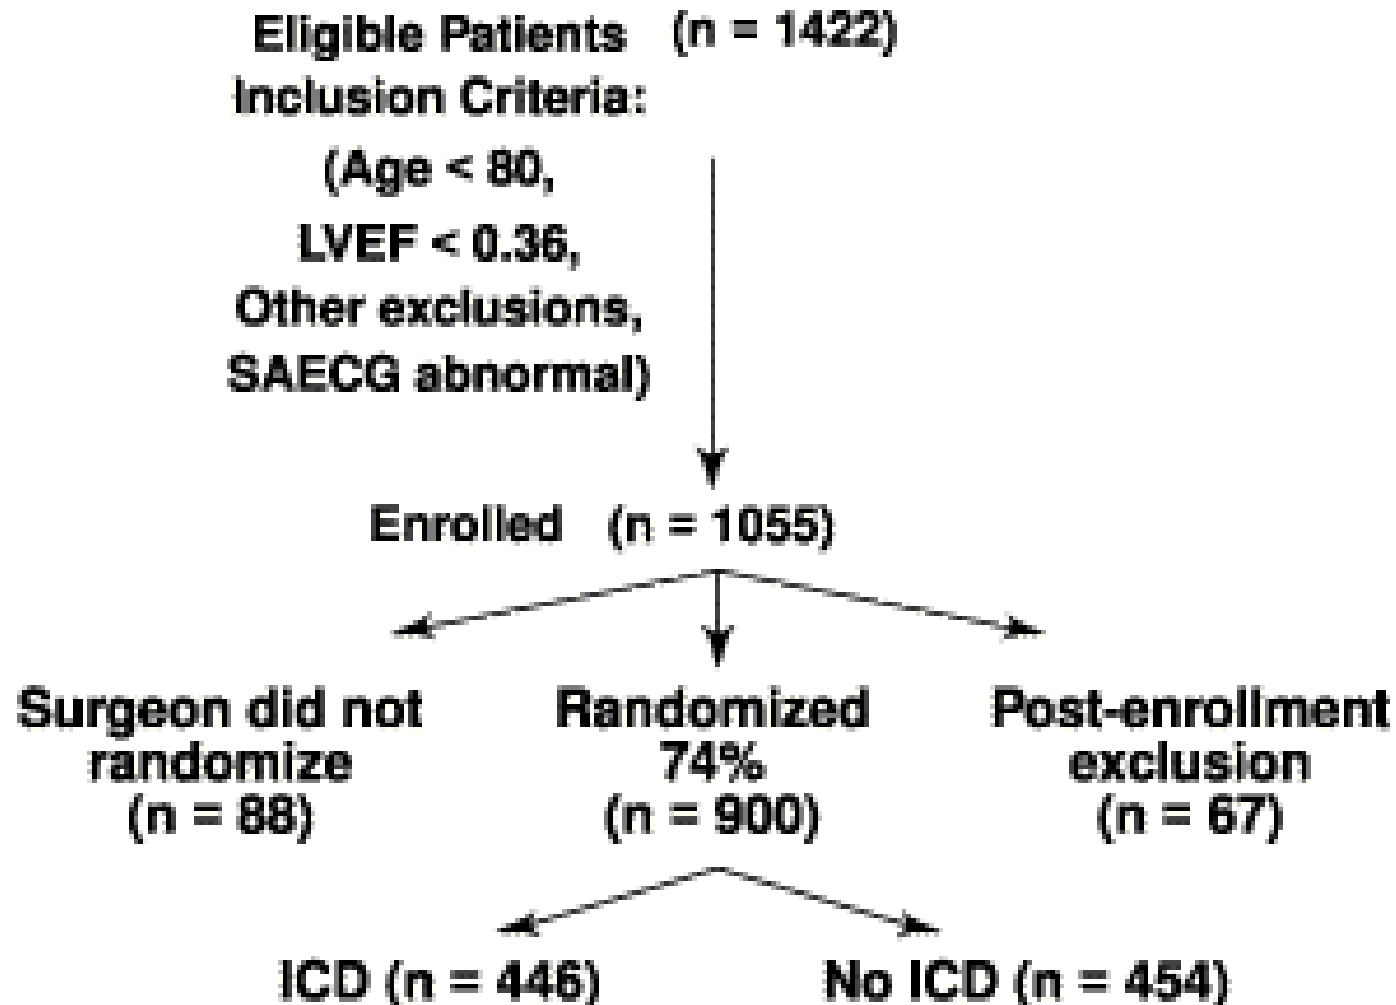 Eligible Patients (n = 1422)
Inclusion Criteria:
(Age < 80,
LVEF < 0.36,
Other exclusions,
SAECG abnormal)
Enrolled (n = 1055)
Surgeon did not
randomize
(n = 88)
Randomized
74%
(n = 900)
Post-enrollment
exclusion
(n = 67)
ICD (n = 446)
No ICD (n = 454)